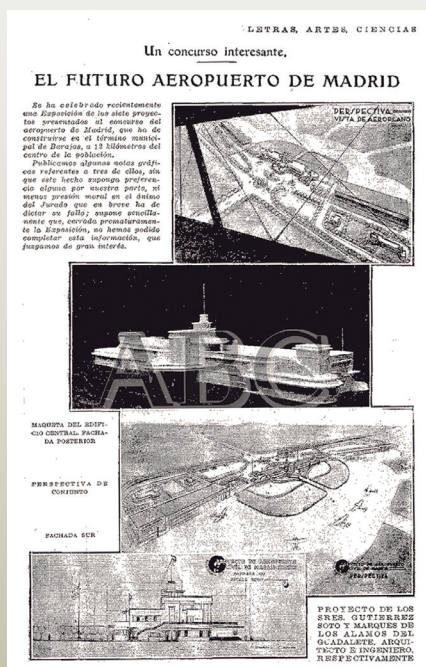 LETRAS, ARTES, CIENCIAS
Un concurso interesante.
EL FUTURO AEROPUERTO DE MADRID
Se ha celebrado recientemente
una Exposición de los siete proyec-
tos presentados al concurso del
aeropuerto de Madrid, que ha de
construirse en el término munici-
pal de Barajas, a 12 kilómetros del
centro de la población.
Publicamos algunas notas gráfi-
cas referentes a tres de ellos, sin
que este hecho suponga preferen-
cia alguna por nuestra parte, ni
menos presión moral en el ánimo
del Jurado que en breve ha de
dictar su fallo; supone sencilla-
mente que, cerrada prematuramen-
te la Exposición, no hemos podido
completar esta información, que
juzgamos de gran interés.
PERSPECTIVA
VISTA DE AEROPLANO
ABC
MAQUETA DEL EDIFI-
CIO CENTRAL. FACHA-
DA POSTERIOR
PERSPECTIVA DE
CONJUNTO
FACHADA SUR
PERSPECTIVA
PROYECTO DE LOS
SRES. GUTIERREZ
SOTO Y MARQUES DE
LOS ALAMOS DEL
GUADALETE, ARQUI-
TECTO E INGENIERO,
RESPECTIVAMENTE